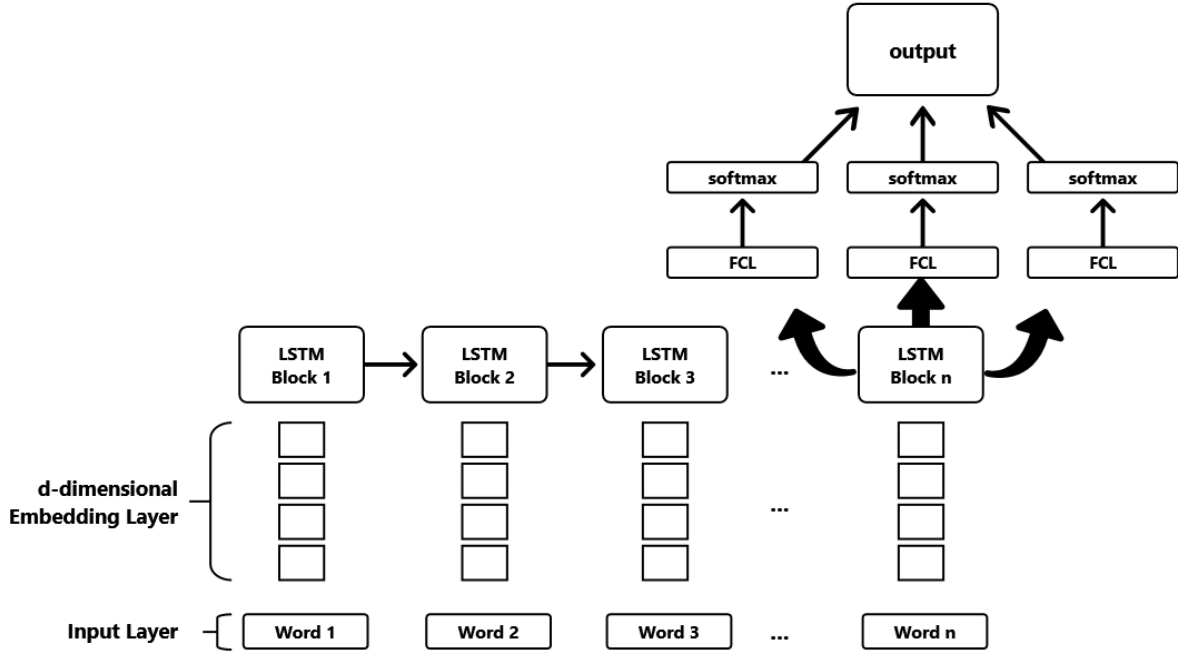 output
softmax
softmax
softmax
FCL
FCL
FCL
LSTM
Block 1
LSTM
Block 2
LSTM
Block 3
...
LSTM
Block n
d-dimensional
Embedding Layer
...
Input Layer
Word 1
Word 2
Word 3
...
Word n